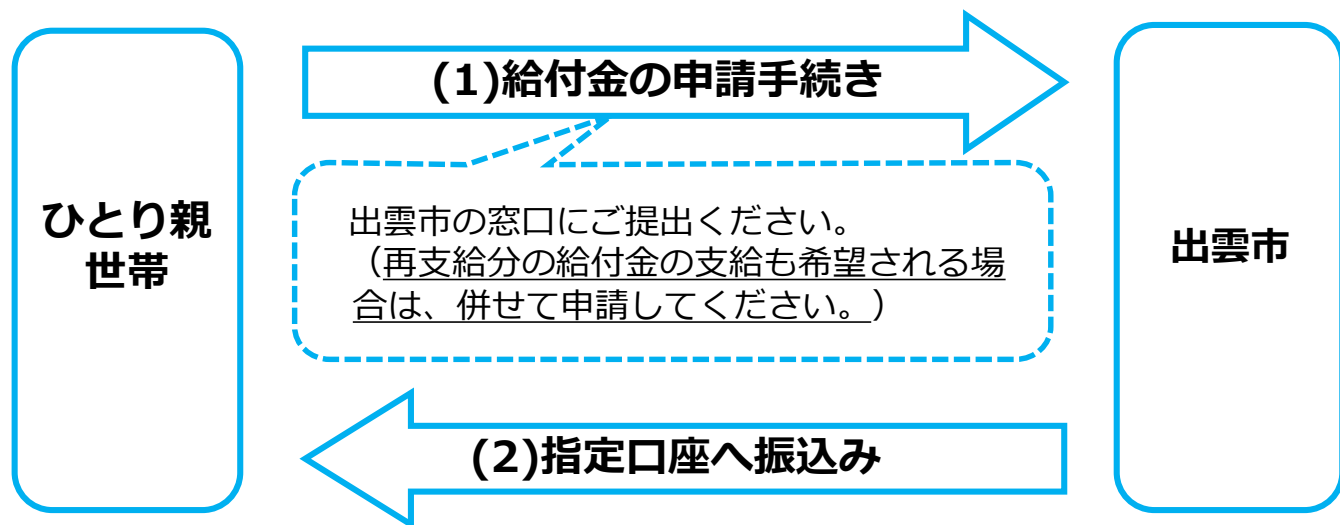 (1)給付金の申請手続き
ひとり親
世帯
出雲市の窓口にご提出ください。
（再支給分の給付金の支給も希望される場
合は、併せて申請してください。）
出雲市
(2)指定口座へ振込み